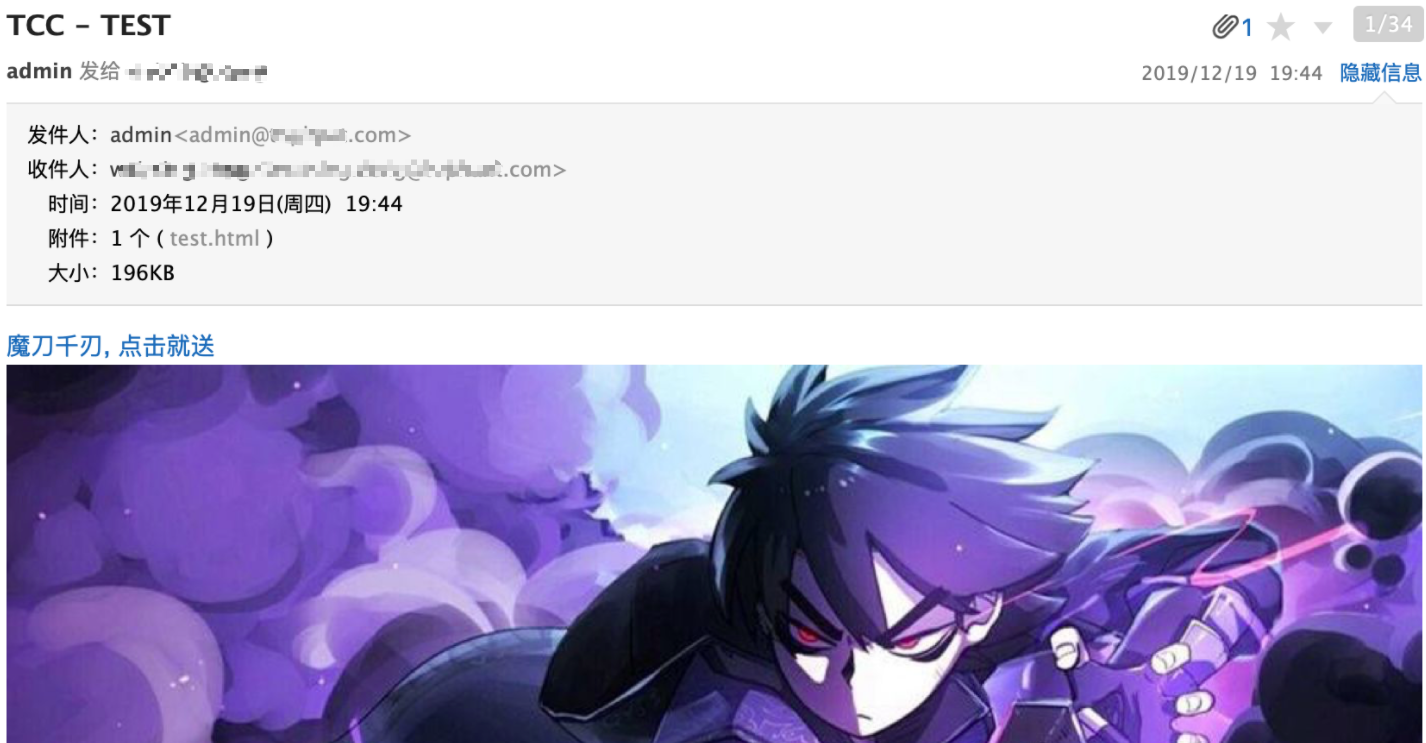 TCC – TEST
1
1/34
admin 发给
2019/12/19 19:44 隐藏信息
发件人: admin<admin@ .com>
收件人: .com>
时间: 2019年12月19日(周四) 19:44
附件: 1 个 ( test.html )
大小: 196KB
魔刀千刃, 点击就送